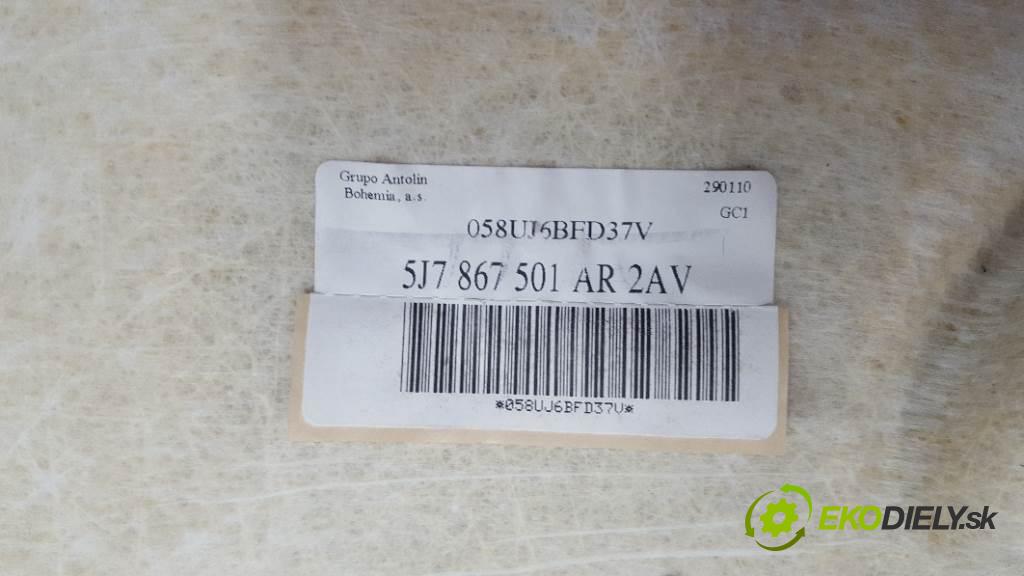 Grupo Antolin
Bohemia, a.s.
290110
GC1
058UJ6BFD37V
5J7 867 501 AR 2AV
*058UJ6BFD37V*
EKODIELY.sk